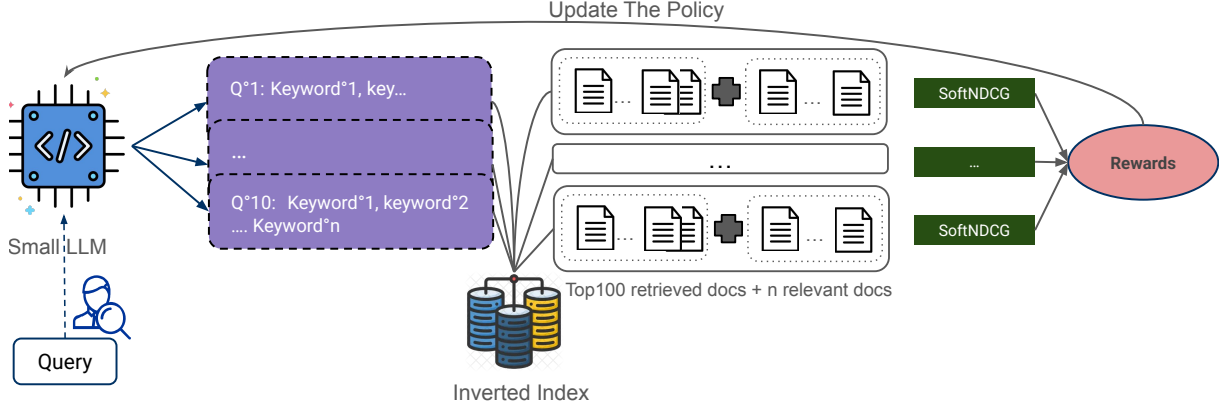 Update The Policy
Q°1: Keyword°1, key...
...
Q°10: Keyword°1, keyword°2
.... Keyword°n
Small LLM
Query
Inverted Index
...
...
...
...
...
Top100 retrieved docs + n relevant docs
SoftNDCG
...
SoftNDCG
Rewards